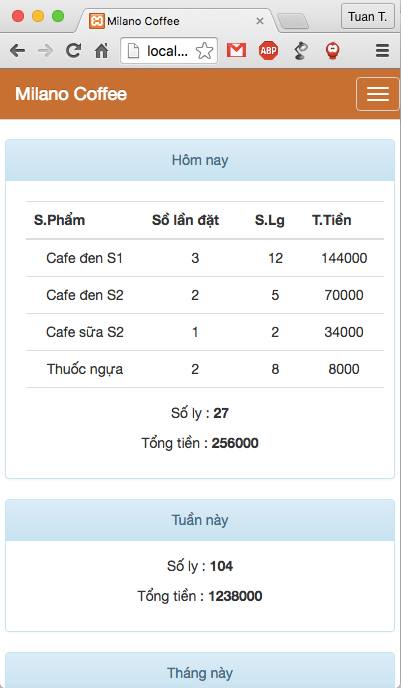 Milano Coffee
Tuan T.
local...
ABP
Milano Coffee
Hôm nay
S.Phẩm Số lần đặt S.Lg T.Tiền
Cafe đen S1 3 12 144000
Cafe đen S2 2 5 70000
Cafe sữa S2 1 2 34000
Thuốc ngựa 2 8 8000
Số ly : 27
Tổng tiền : 256000
Tuần này
Số ly : 104
Tổng tiền : 1238000
Tháng này